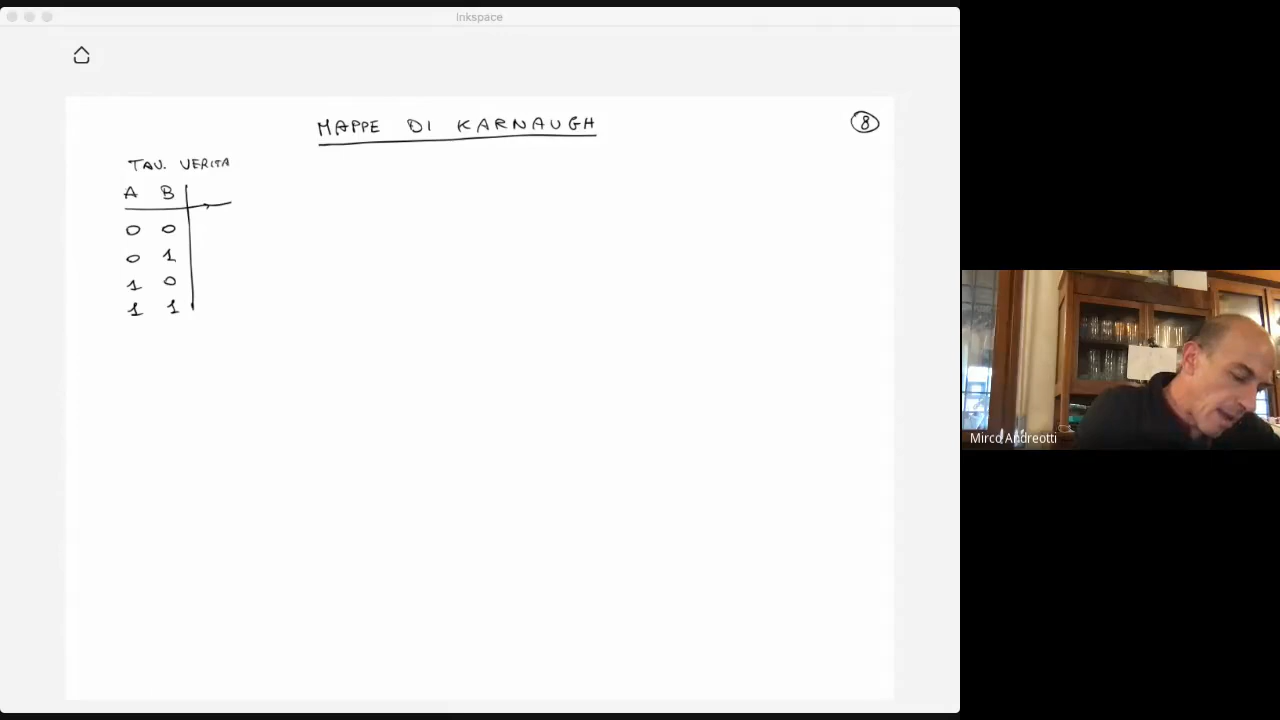 Inkspace
MAPPE DI KARNAUGH
8
TAV. VERITA
A B
0 0
0 1
1 0
1 1
Mirco Andreotti